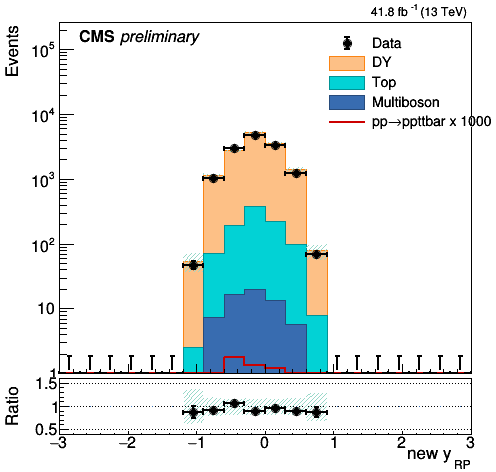 41.8 fb⁻¹ (13 TeV)
CMS preliminary
Events
Data
DY
Top
Multiboson
pp→ppttbar x 1000
10⁵
10⁴
10³
10²
10
1
Ratio
1.5
1
0.5
−3 −2 −1 0 1 2 3
new y_RP